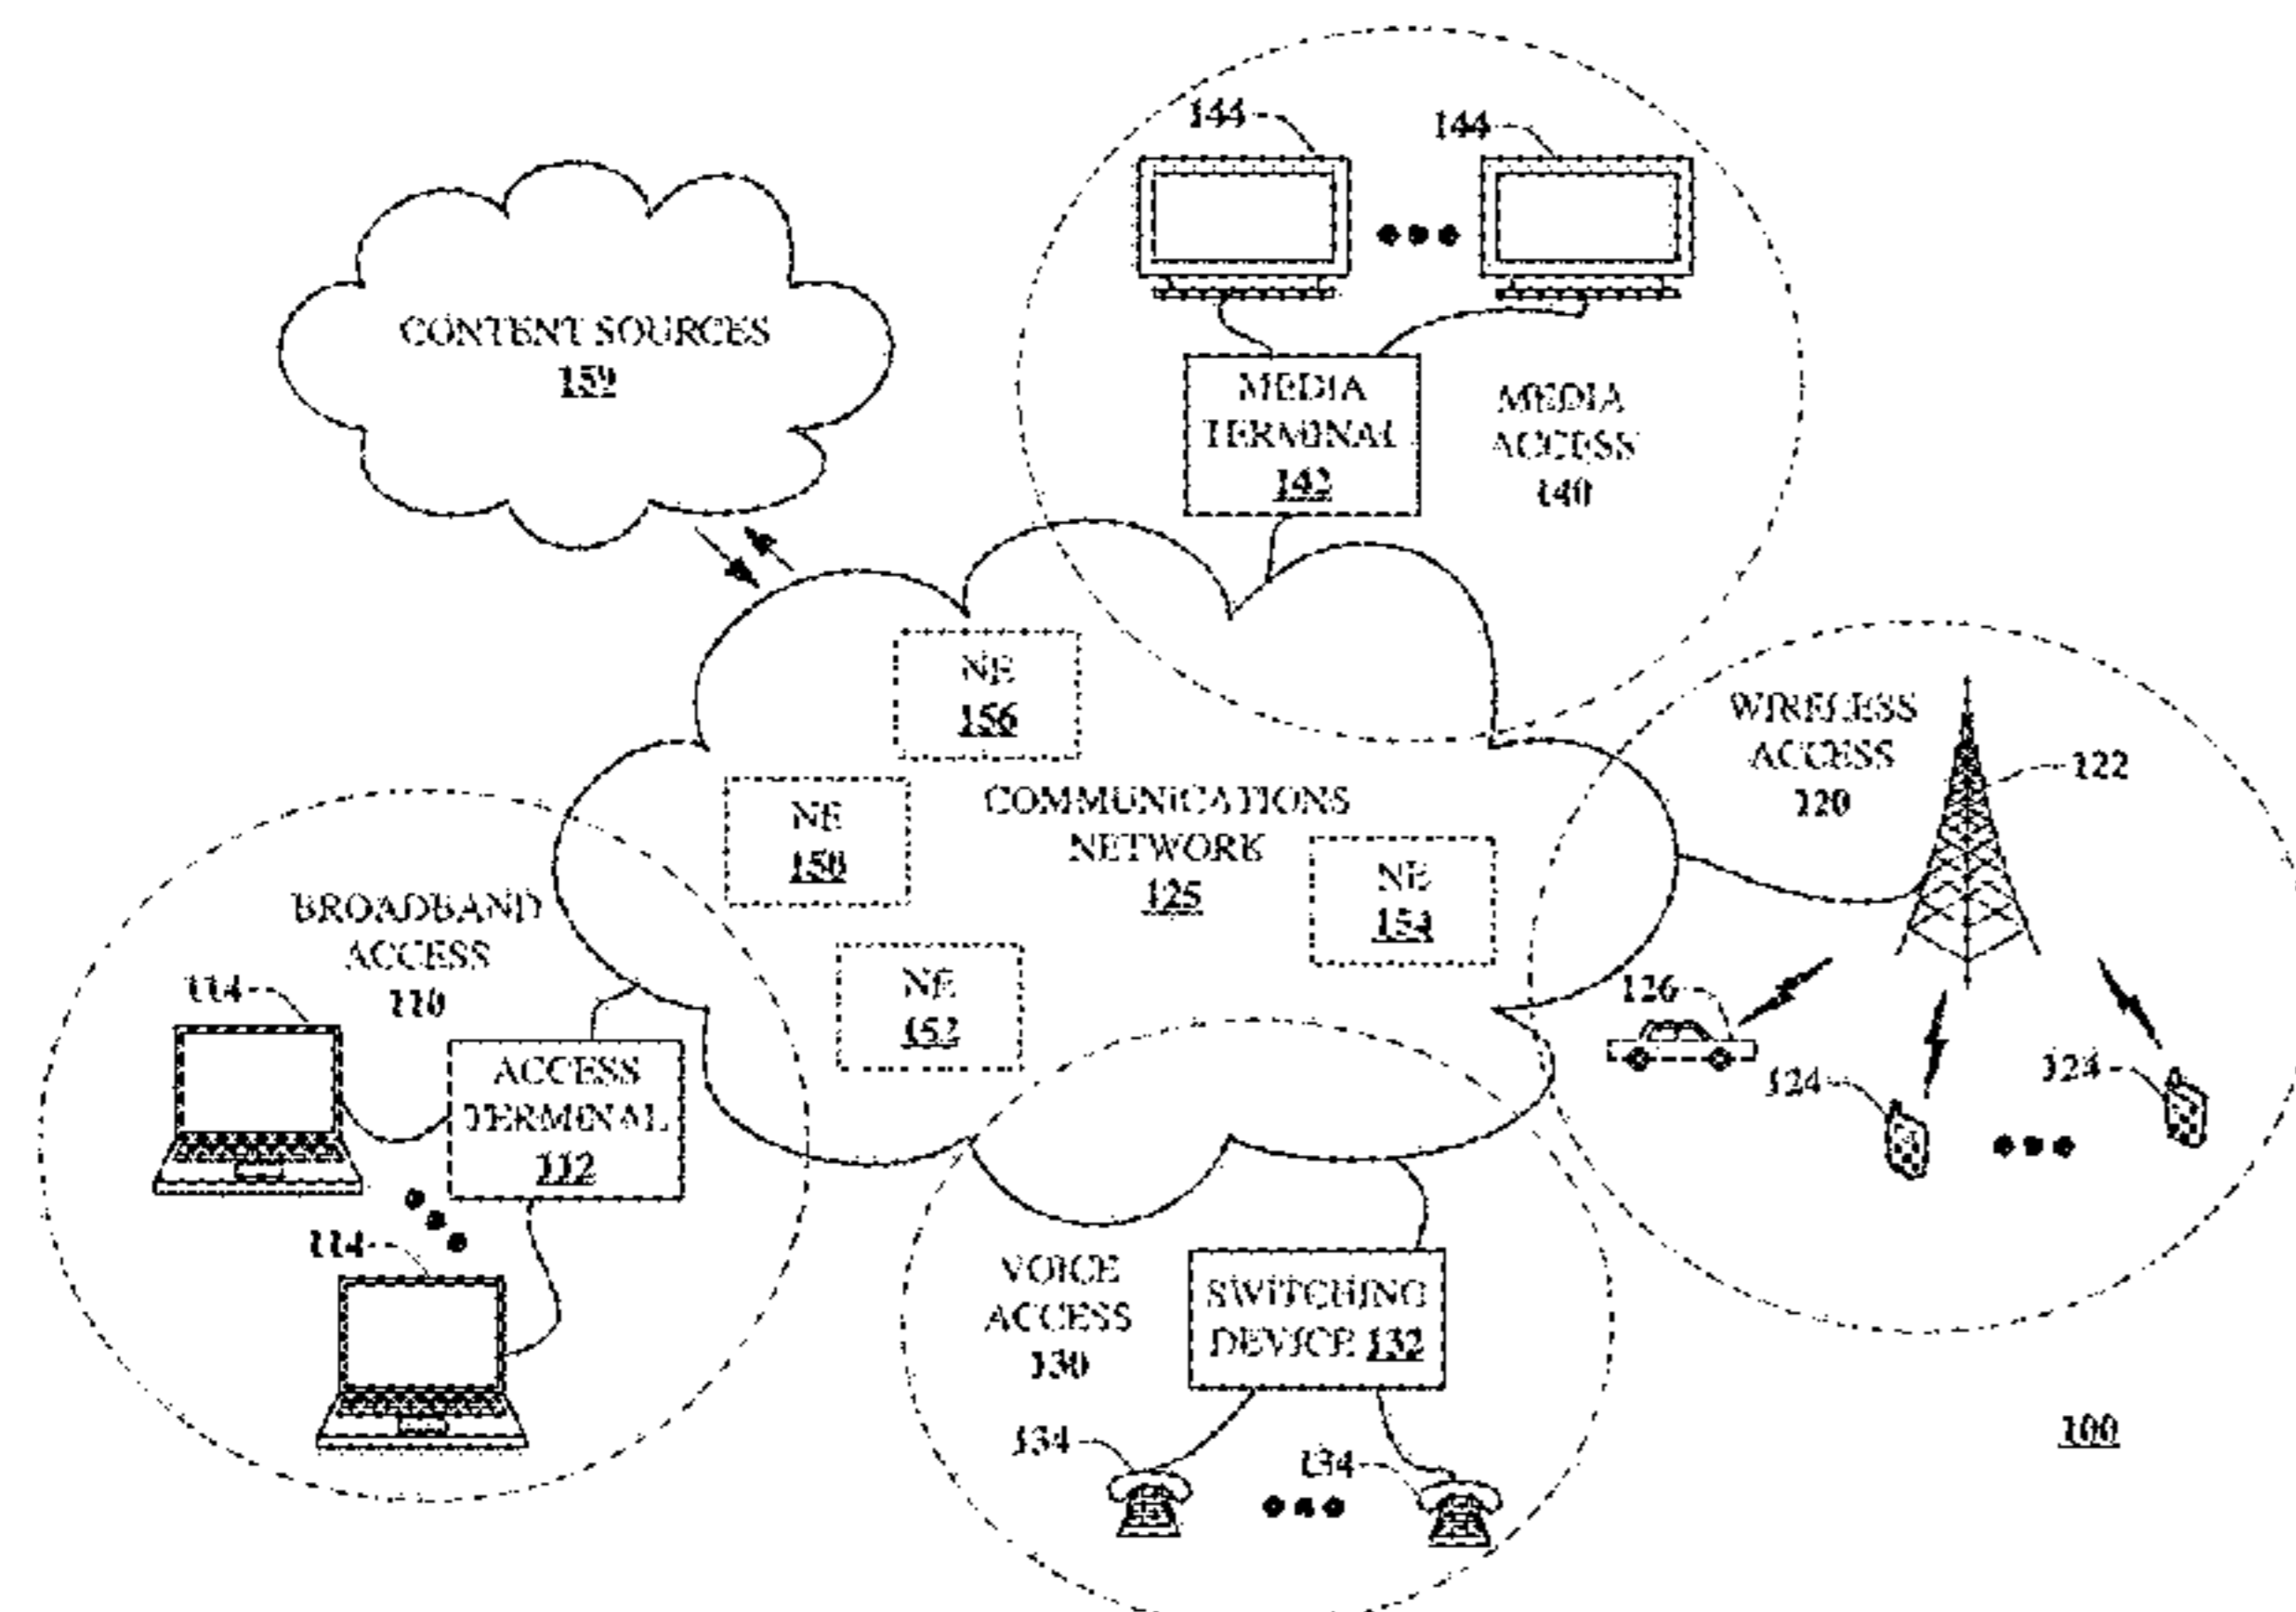 144
144
CONTENT SOURCES
159
MEDIA
TERMINAL
142
MEDIA
ACCESS
140
NE
156
WIRELESS
ACCESS
120
122
COMMUNICATIONS
NETWORK
125
NE
150
NE
154
BROADBAND
ACCESS
110
NE
152
114
126
ACCESS
TERMINAL
112
124
124
114
VOICE
ACCESS
130
SWITCHING
DEVICE 132
134
134
100